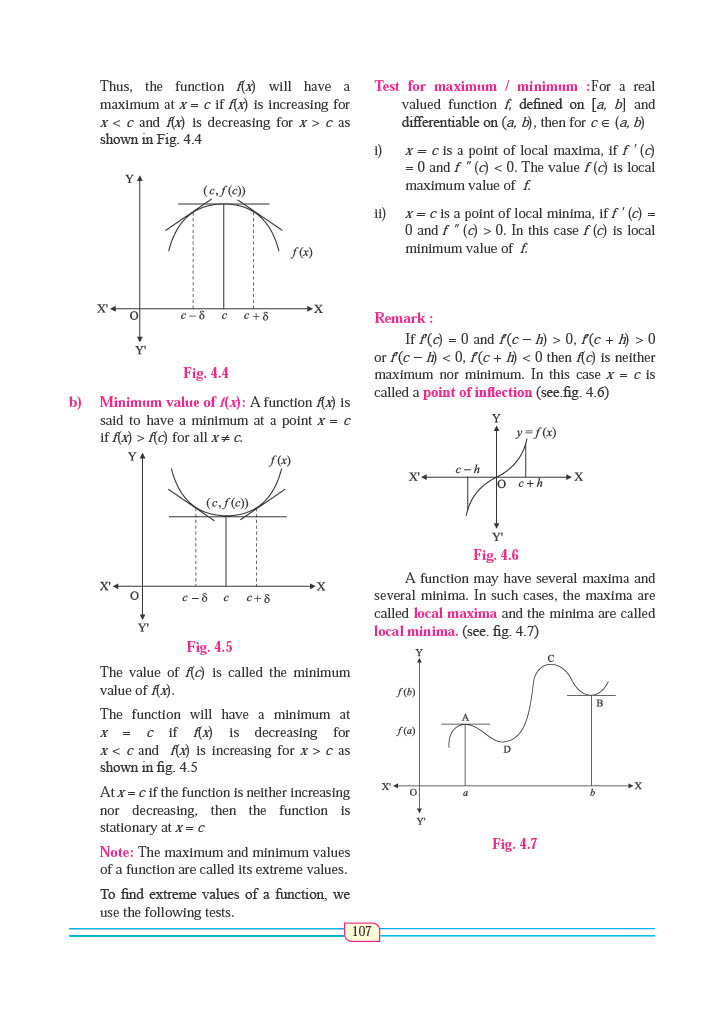 Thus, the function f(x) will have a
maximum at x = c if f(x) is increasing for
x < c and f(x) is decreasing for x > c as
shown in Fig. 4.4
Y
(c, f(c))
f(x)
X'
O
c – δ
c
c + δ
X
Y'
Fig. 4.4
b) Minimum value of f(x): A function f(x) is
said to have a minimum at a point x = c
if f(x) > f(c) for all x ≠ c.
Y
f(x)
(c, f(c))
X'
O
c – δ
c
c + δ
X
Y'
Fig. 4.5
The value of f(c) is called the minimum
value of f(x).
The function will have a minimum at
x = c if f(x) is decreasing for
x < c and f(x) is increasing for x > c as
shown in fig. 4.5
At x = c if the function is neither increasing
nor decreasing, then the function is
stationary at x = c
Note: The maximum and minimum values
of a function are called its extreme values.
To find extreme values of a function, we
use the following tests.
Test for maximum / minimum :For a real
valued function f, defined on [a, b] and
differentiable on (a, b), then for c ∈ (a, b)
i) x = c is a point of local maxima, if f ′ (c)
= 0 and f ″ (c) < 0. The value f (c) is local
maximum value of f.
ii) x = c is a point of local minima, if f ′ (c) =
0 and f ″ (c) > 0. In this case f (c) is local
minimum value of f.
Remark :
If f′(c) = 0 and f′(c − h) > 0, f′(c + h) > 0
or f′(c − h) < 0, f′(c + h) < 0 then f(c) is neither
maximum nor minimum. In this case x = c is
called a point of inflection (see.fig. 4.6)
Y
y = f(x)
c – h
X'
O
c + h
X
Y'
Fig. 4.6
A function may have several maxima and
several minima. In such cases, the maxima are
called local maxima and the minima are called
local minima. (see. fig. 4.7)
Y
C
f(b)
B
A
f(a)
D
X'
O
a
b
X
Y'
Fig. 4.7
107